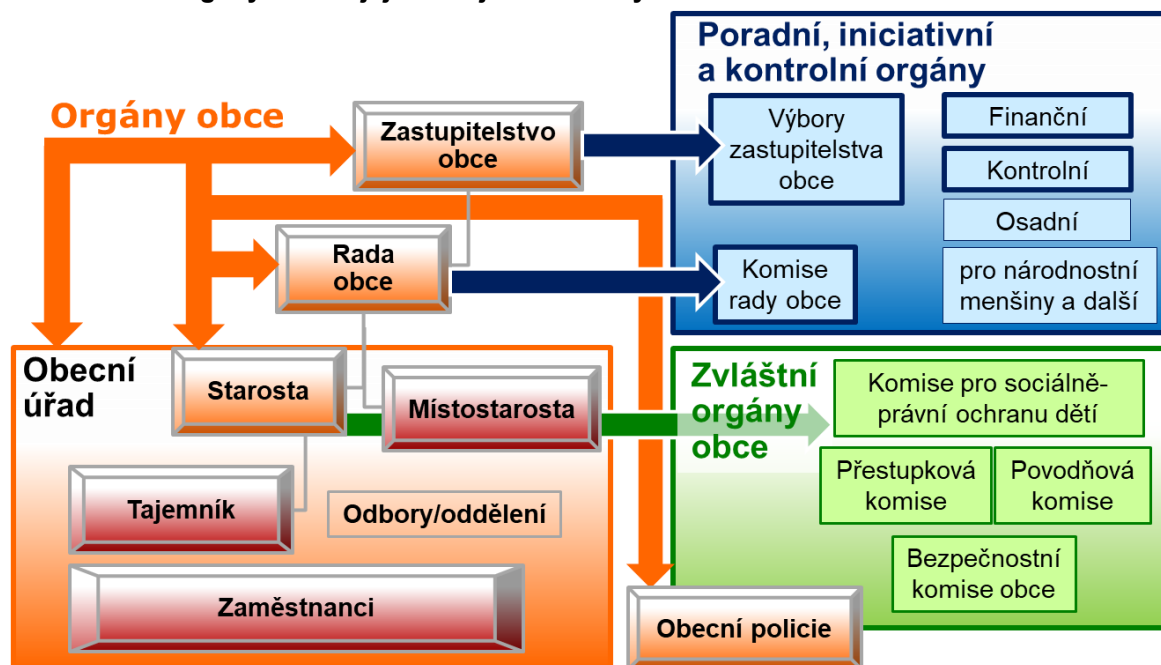 Poradní, iniciativní
a kontrolní orgány
Orgány obce
Zastupitelstvo
obce
Výbory
zastupitelstva
obce
Finanční
Kontrolní
Osadní
pro národnostní
menšiny a další
Rada
obce
Komise
rady obce
Obecní
úřad
Starosta
Místostarosta
Tajemník
Odbory/oddělení
Zaměstnanci
Obecní policie
Zvláštní
orgány
obce
Komise pro sociálně-
právní ochranu dětí
Přestupková
komise
Povodňová
komise
Bezpečnostní
komise obce